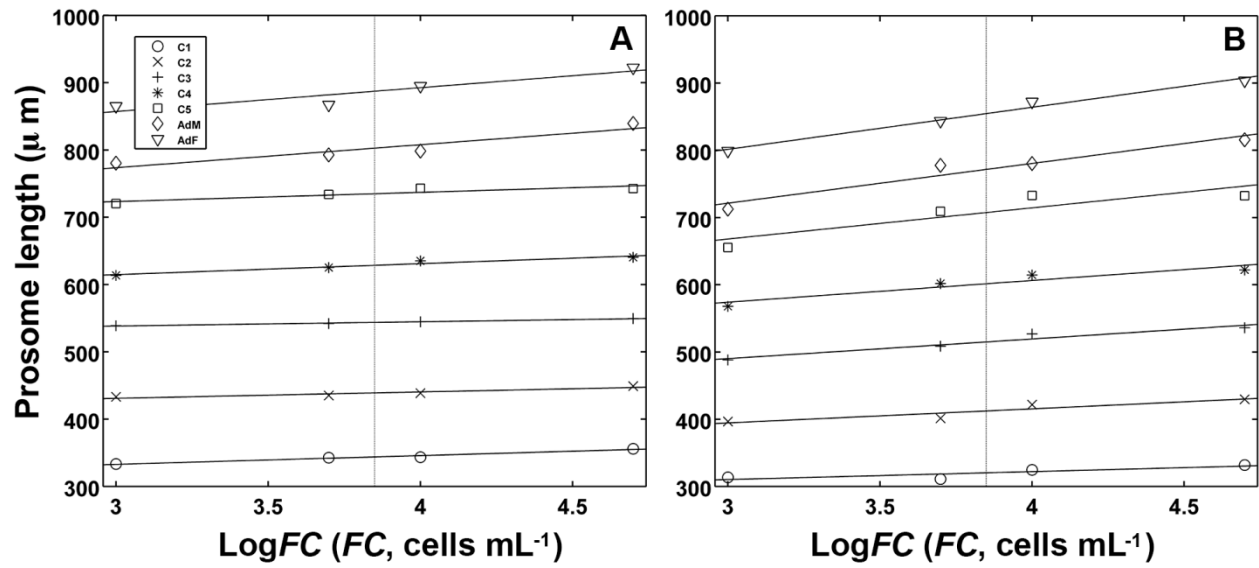 Prosome length (μ m)
1000
900
800
700
600
500
400
300
3
3.5
4
4.5
A
C1
C2
C3
C4
C5
AdM
AdF
LogFC (FC, cells mL⁻¹)
1000
900
800
700
600
500
400
300
3
3.5
4
4.5
B
LogFC (FC, cells mL⁻¹)